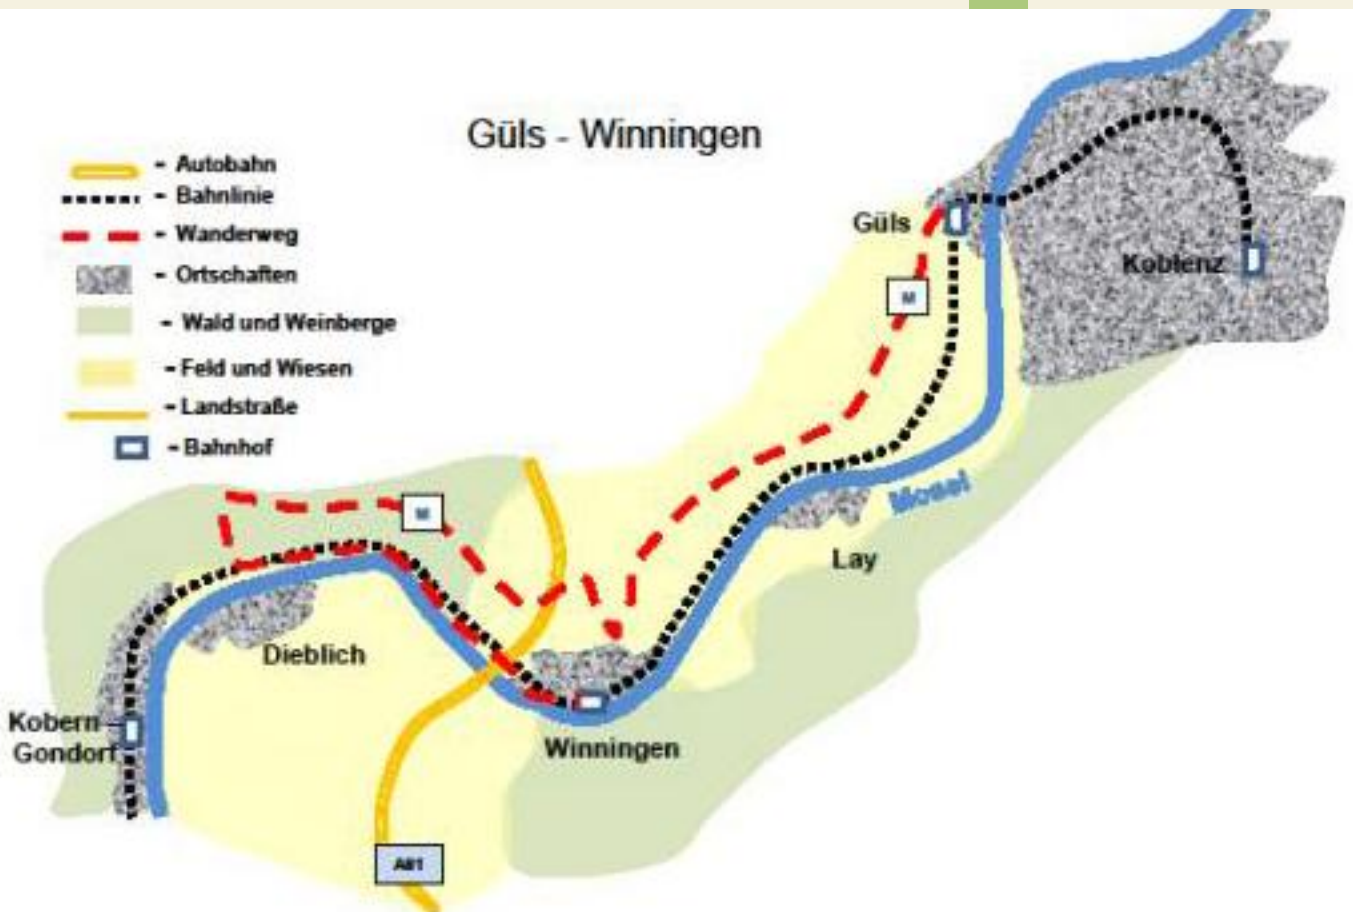 Güls - Winningen
- Autobahn
- Bahnlinie
- Wanderweg
- Ortschaften
- Wald und Weinberge
- Feld und Wiesen
- Landstraße
- Bahnhof
Güls
Koblenz
M
Mosel
M
Lay
Dieblich
Kobern
Gondorf
Winningen
A61